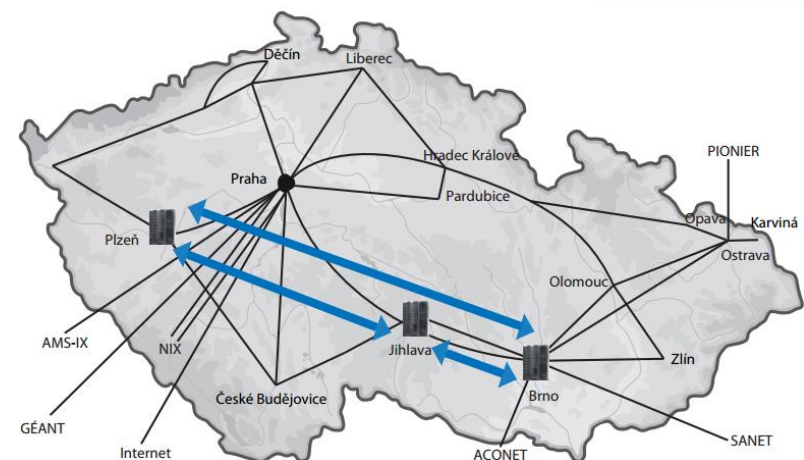 Děčín
Liberec
Hradec Králové
PIONIER
Praha
Pardubice
Opava
Karviná
Plzeň
Ostrava
Olomouc
AMS-IX
NIX
Jihlava
Zlín
České Budějovice
Brno
GÉANT
SANET
Internet
ACONET